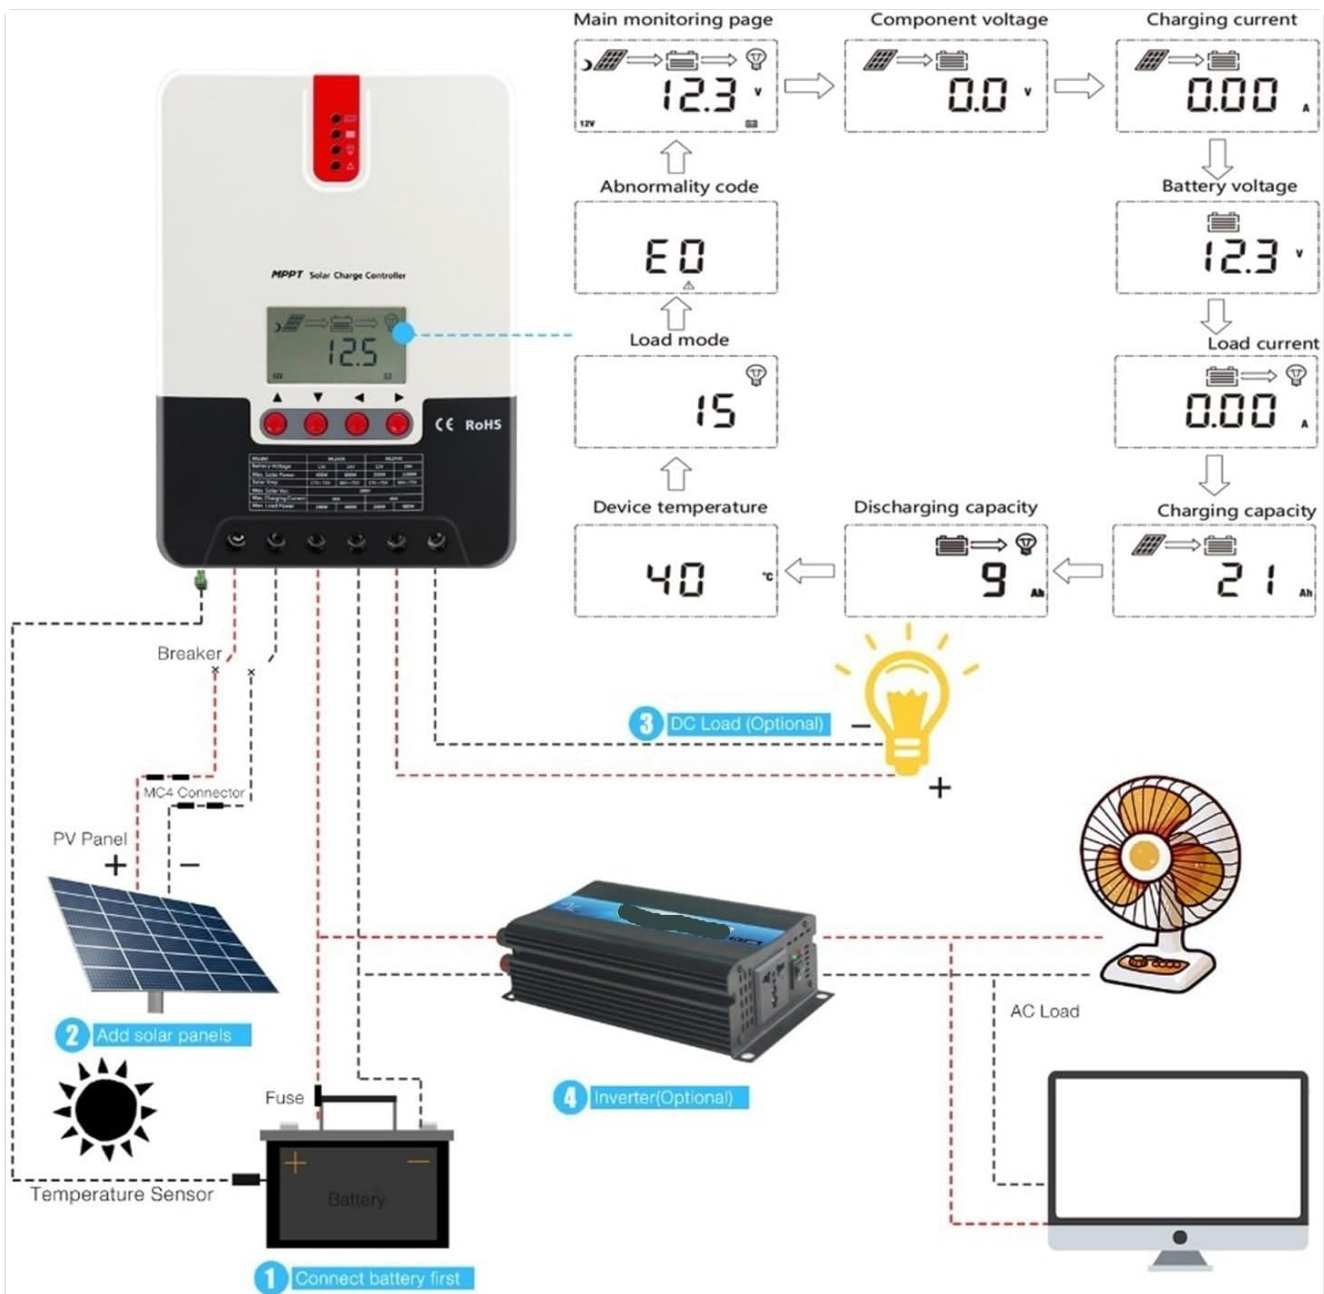 Main monitoring page
Component voltage
Charging current
12.3 V
12V
0.0 V
0.00 A
Abnormality code
Battery voltage
E0
12.3 V
MPPT Solar Charge Controller
Load mode
Load current
12.5
15
0.00 A
CE RoHS
Device temperature
Discharging capacity
Charging capacity
40 °C
9 Ah
21 Ah
Breaker
3 DC Load (Optional)
−
+
MC4 Connector
PV Panel
+ −
2 Add solar panels
AC Load
4 Inverter(Optional)
Fuse
+ −
Temperature Sensor
Battery
1 Connect battery first